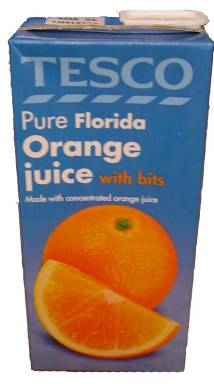 TESCO
Pure Florida
Orange
juice with bits
Made with concentrated orange juice